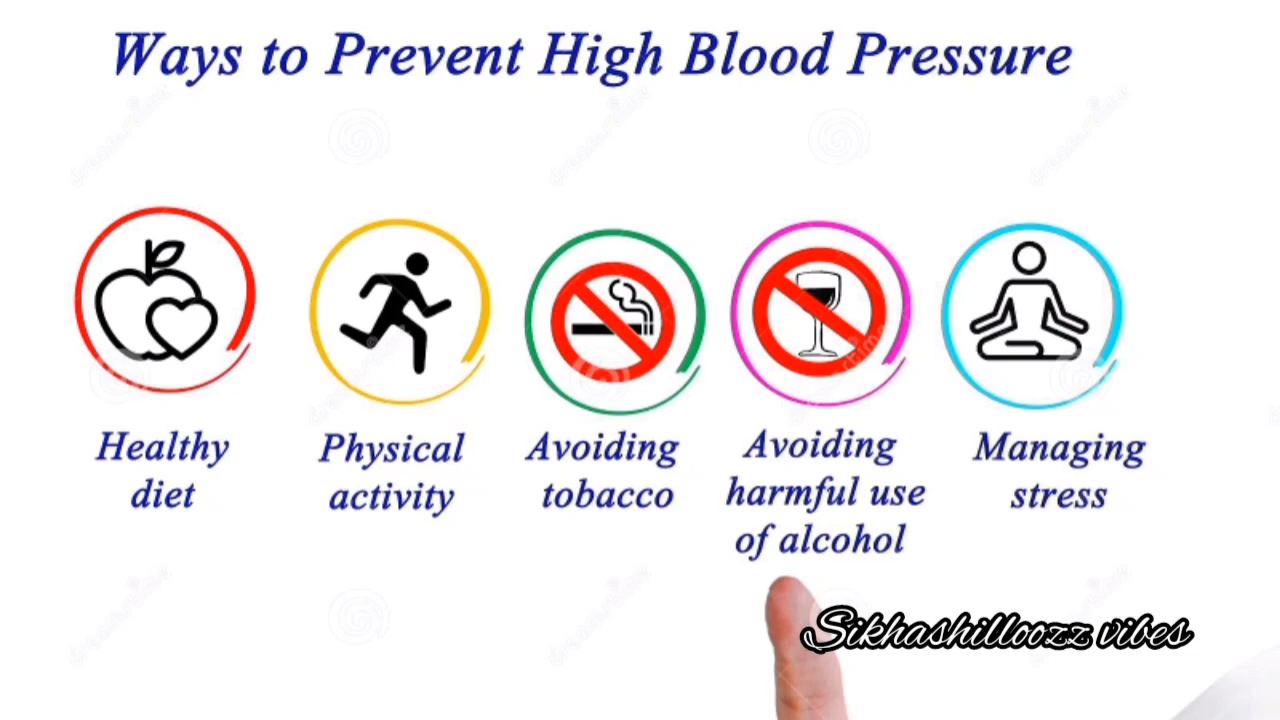 Ways to Prevent High Blood Pressure
Healthy
diet
Physical
activity
Avoiding
tobacco
Avoiding
harmful use
of alcohol
Managing
stress
Sikhashilloozz vibes